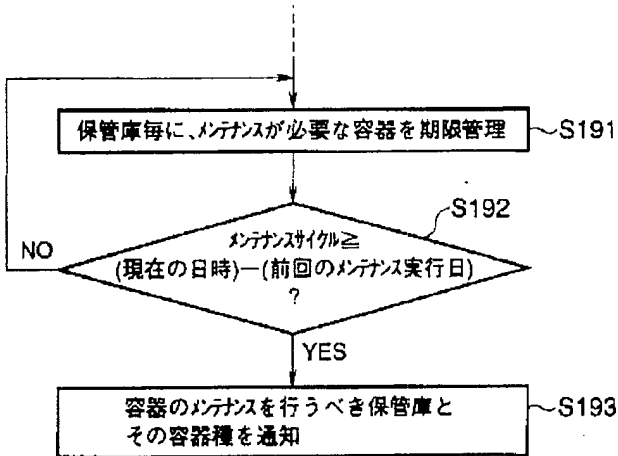 保管庫毎に、メンテナンスが必要な容器を期限管理
S191
S192
メンテナンスサイクル≧
(現在の日時)ー(前回のメンテナンス実行日)
?
NO
YES
容器のメンテナンスを行うべき保管庫と
その容器種を通知
S193